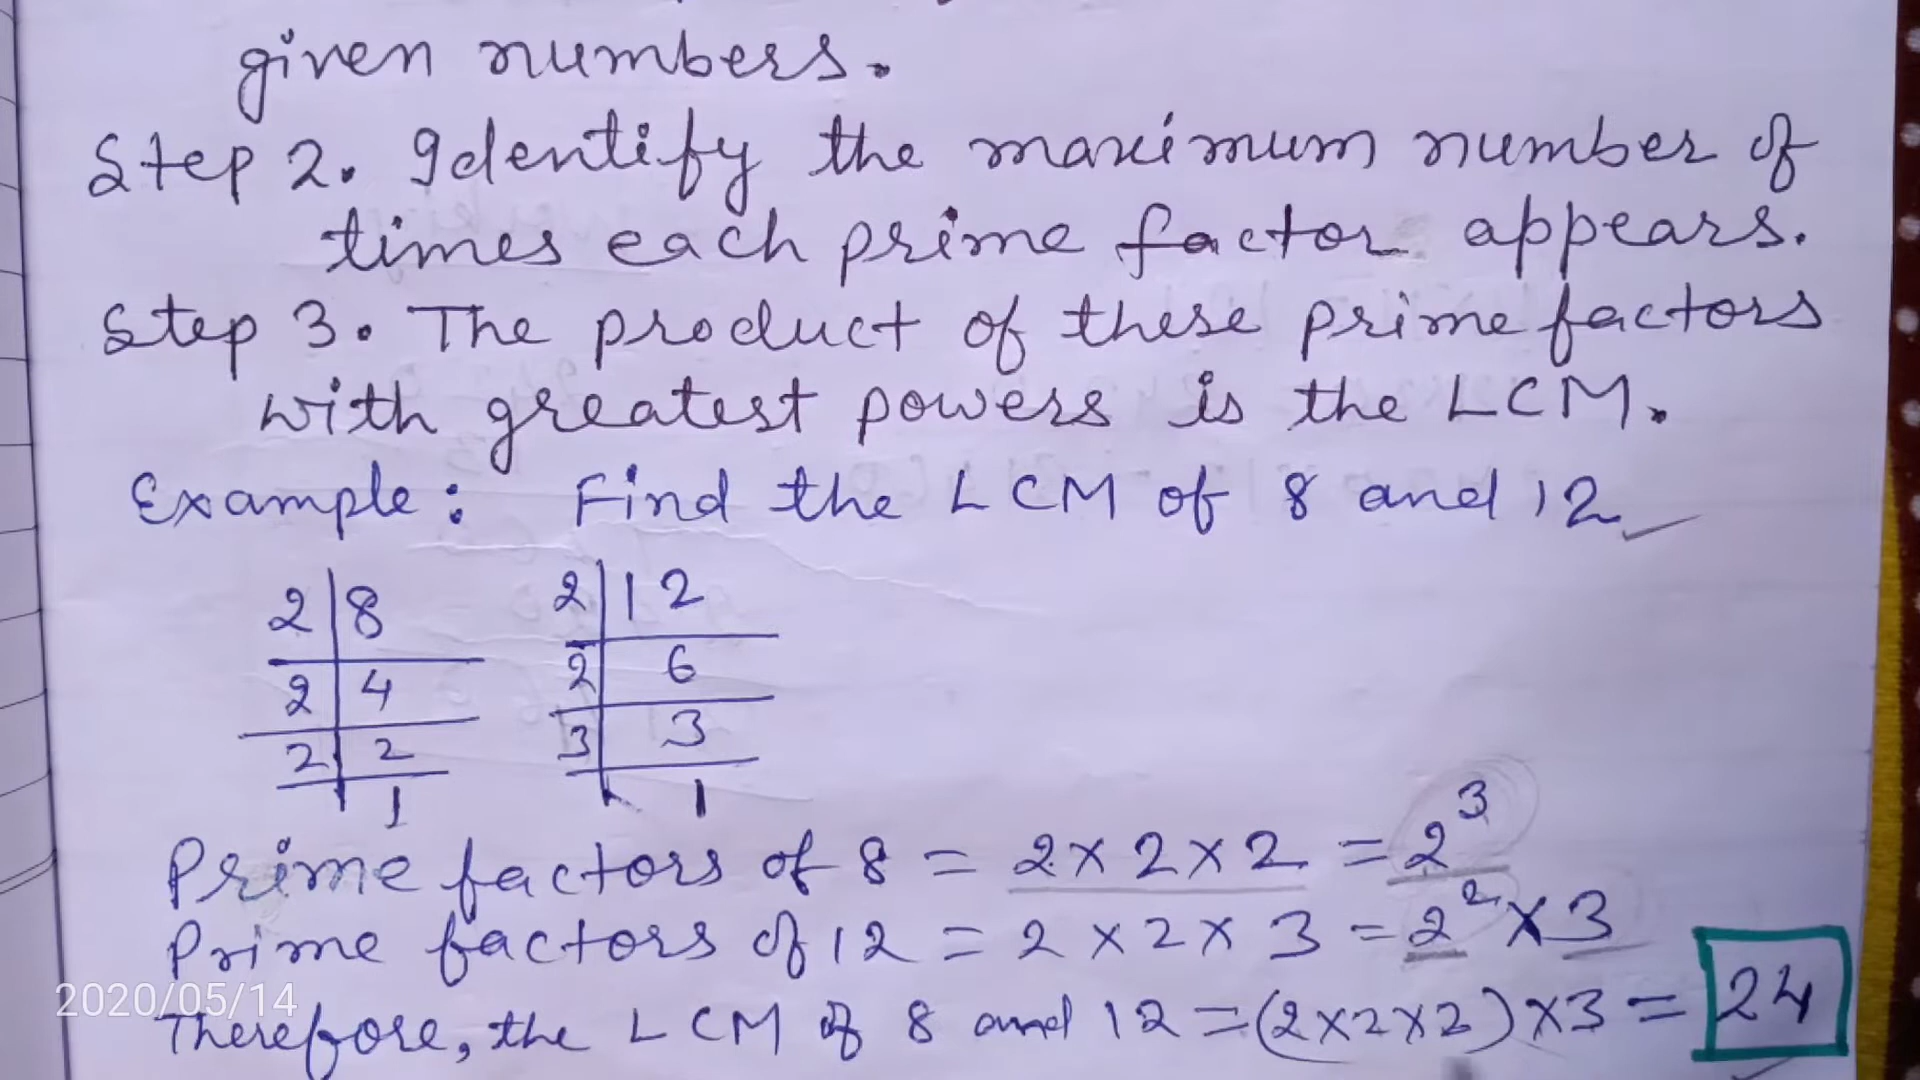 given numbers.
Step 2. Identify the maximum number of
times each prime factor appears.
Step 3. The product of these prime factors
with greatest powers is the LCM.
Example: Find the LCM of 8 and 12
2 | 8 2 | 12
2 | 4 2 | 6
2 | 2 3 | 3
1 1
Prime factors of 8 = 2 × 2 × 2 = 2³
Prime factors of 12 = 2 × 2 × 3 = 2² × 3
2020/05/14
Therefore, the LCM of 8 and 12 = (2×2×2) × 3 = 24